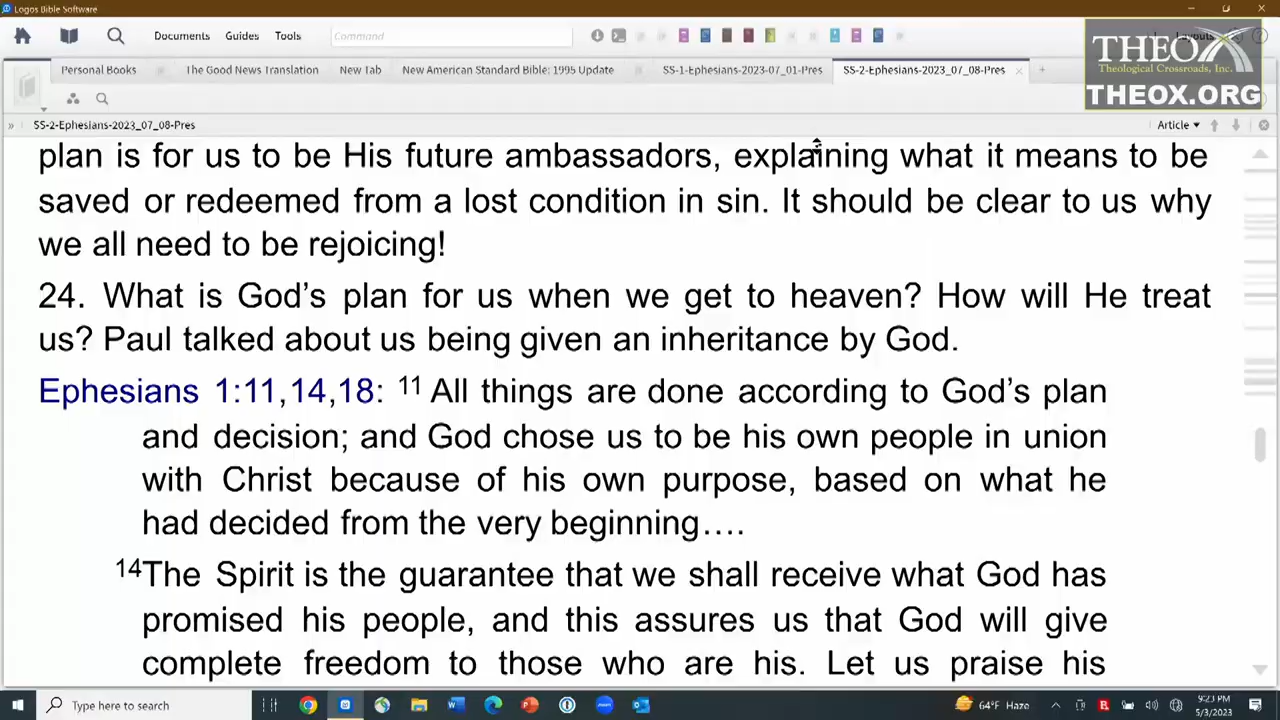 Logos Bible Software
Documents Guides Tools Command
THEOX
Theological Crossroads, Inc.
THEOX.ORG
Personal Books The Good News Translation New Tab New American Standard Bible: 1995 Update SS-1-Ephesians-2023-07_01-Pres SS-2-Ephesians-2023_07_08-Pres
» SS-2-Ephesians-2023_07_08-Pres Article
plan is for us to be His future ambassadors, explaining what it means to be
saved or redeemed from a lost condition in sin. It should be clear to us why
we all need to be rejoicing!
24. What is God’s plan for us when we get to heaven? How will He treat
us? Paul talked about us being given an inheritance by God.
Ephesians 1:11,14,18: 11 All things are done according to God’s plan
and decision; and God chose us to be his own people in union
with Christ because of his own purpose, based on what he
had decided from the very beginning….
14The Spirit is the guarantee that we shall receive what God has
promised his people, and this assures us that God will give
complete freedom to those who are his. Let us praise his
Type here to search
64°F Haze
9:23 PM
5/3/2023